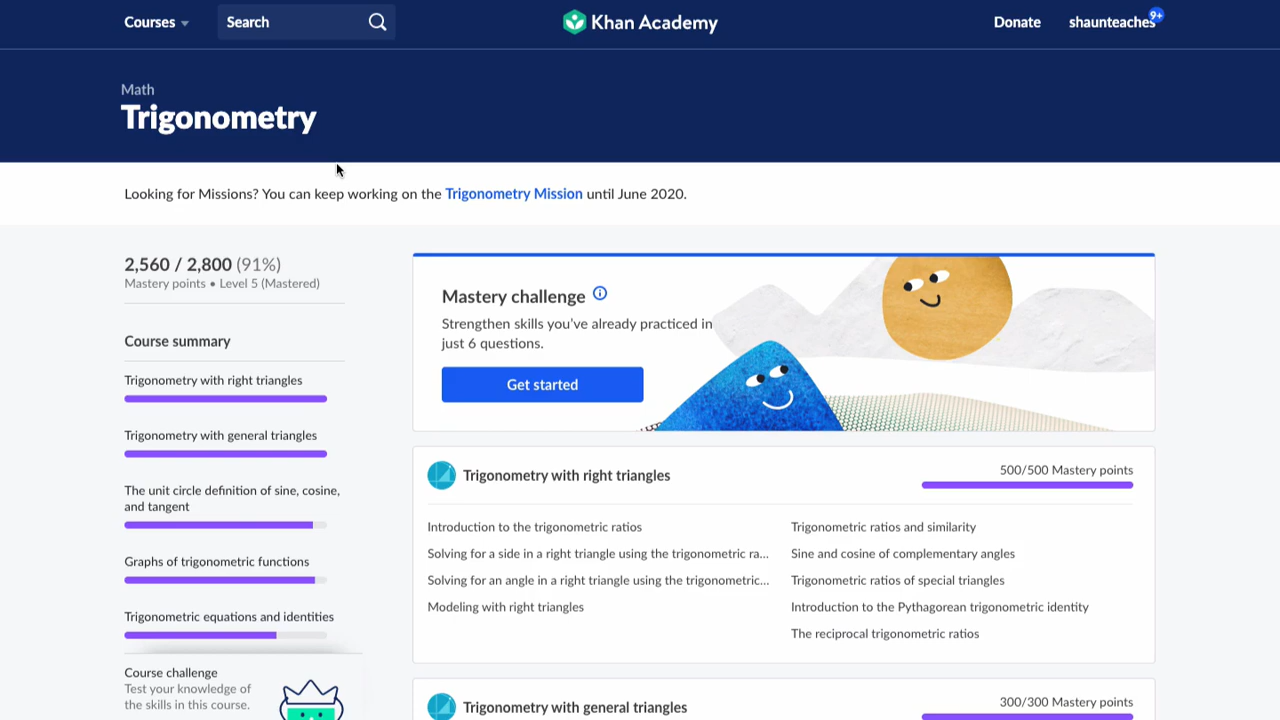 Courses
Search
Khan Academy
Donate
shaunteaches
9+
Math
Trigonometry
Looking for Missions? You can keep working on the Trigonometry Mission until June 2020.
2,560 / 2,800 (91%)
Mastery points • Level 5 (Mastered)
Course summary
Trigonometry with right triangles
Trigonometry with general triangles
The unit circle definition of sine, cosine,
and tangent
Graphs of trigonometric functions
Trigonometric equations and identities
Course challenge
Test your knowledge of
the skills in this course.
Mastery challenge
Strengthen skills you've already practiced in
just 6 questions.
Get started
Trigonometry with right triangles
500/500 Mastery points
Introduction to the trigonometric ratios
Solving for a side in a right triangle using the trigonometric ra...
Solving for an angle in a right triangle using the trigonometric...
Modeling with right triangles
Trigonometric ratios and similarity
Sine and cosine of complementary angles
Trigonometric ratios of special triangles
Introduction to the Pythagorean trigonometric identity
The reciprocal trigonometric ratios
Trigonometry with general triangles
300/300 Mastery points